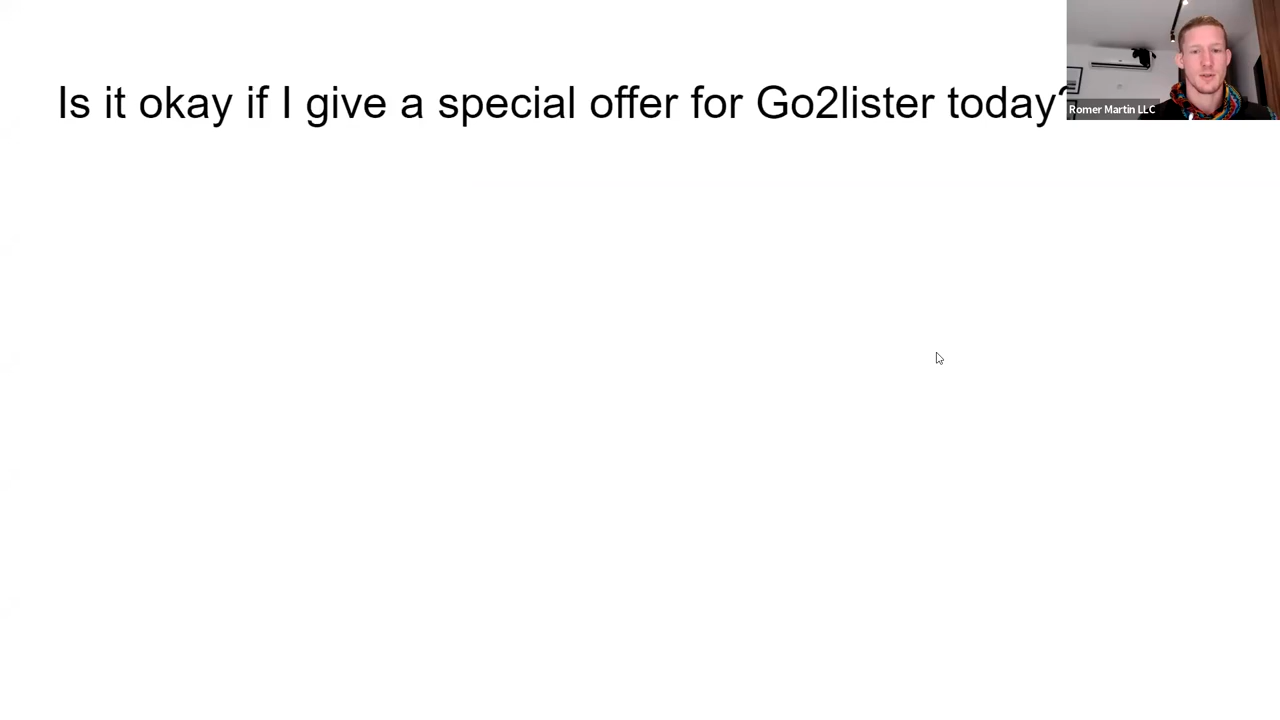 Is it okay if I give a special offer for Go2lister today?
Romer Martin LLC